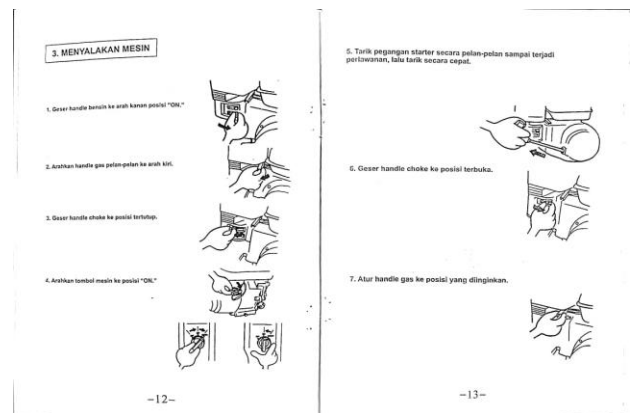 3. MENYALAKAN MESIN
1. Geser handle bensin ke arah kanan posisi "ON."
2. Arahkan handle gas pelan-pelan ke arah kiri.
3. Geser handle choke ke posisi tertutup.
4. Arahkan tombol mesin ke posisi "ON."
-12-
5. Tarik pegangan starter secara pelan-pelan sampai terjadi
perlawanan, lalu tarik secara cepat.
6. Geser handle choke ke posisi terbuka.
7. Atur handle gas ke posisi yang diinginkan.
-13-